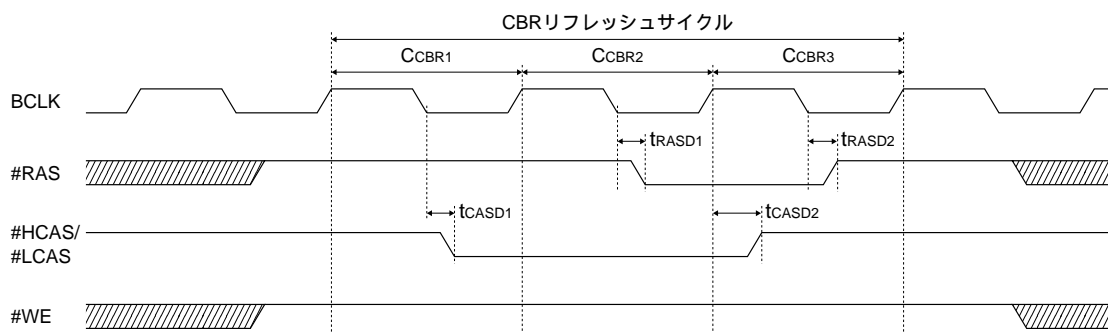 CBRリフレッシュサイクル
CCBR1 CCBR2 CCBR3
BCLK
tRASD1 tRASD2
#RAS
tCASD1 tCASD2
#HCAS/
#LCAS
#WE